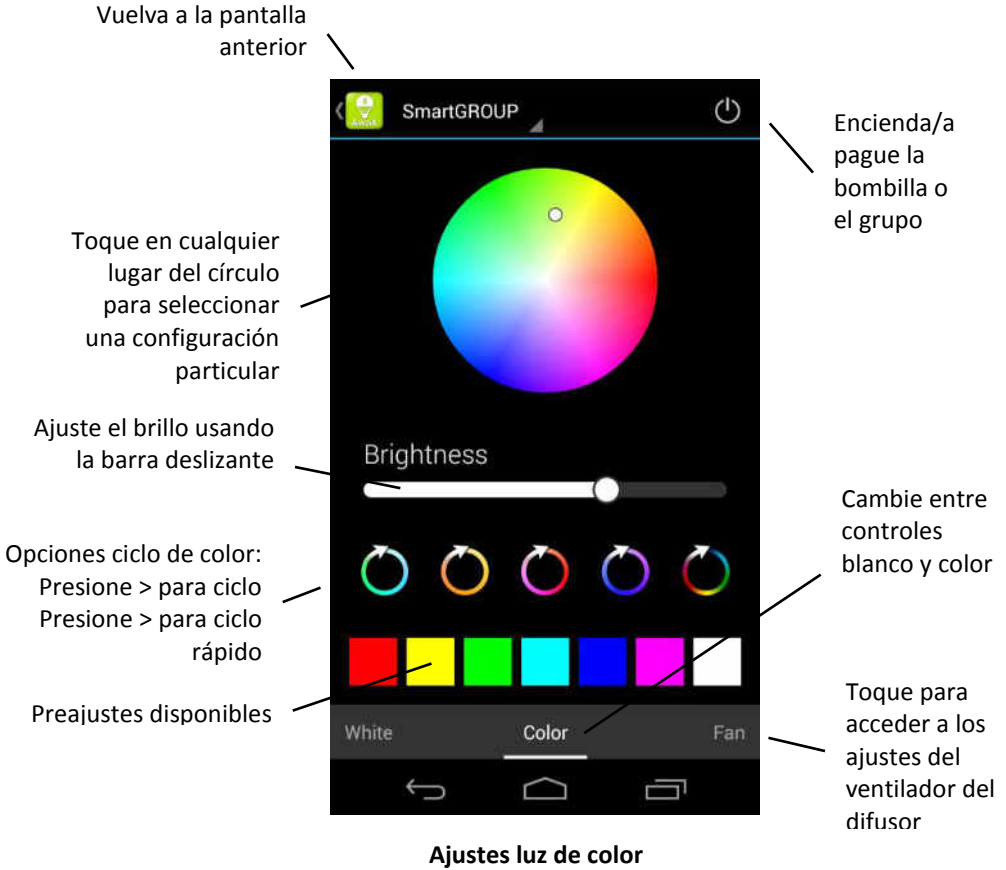 Vuelva a la pantalla
anterior
SmartGROUP
Encienda/a
pague la
bombilla o
el grupo
Toque en cualquier
lugar del círculo
para seleccionar
una configuración
particular
Ajuste el brillo usando
la barra deslizante
Brightness
Cambie entre
controles
blanco y color
Opciones ciclo de color:
Presione > para ciclo
Presione > para ciclo
rápido
Preajustes disponibles
White
Color
Fan
Toque para
acceder a los
ajustes del
ventilador del
difusor
Ajustes luz de color